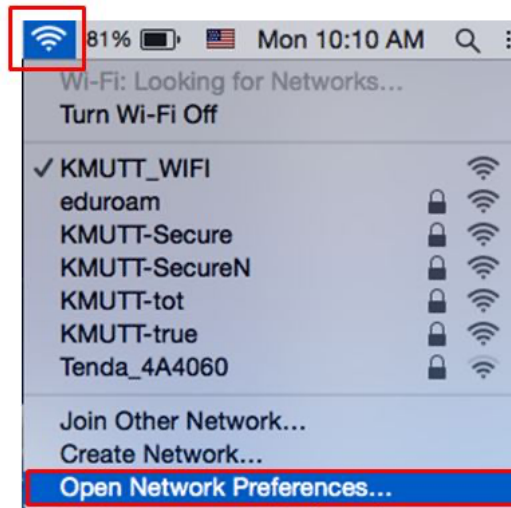 81% Mon 10:10 AM
Wi-Fi: Looking for Networks...
Turn Wi-Fi Off
✓ KMUTT_WIFI
eduroam
KMUTT-Secure
KMUTT-SecureN
KMUTT-tot
KMUTT-true
Tenda_4A4060
Join Other Network...
Create Network...
Open Network Preferences...